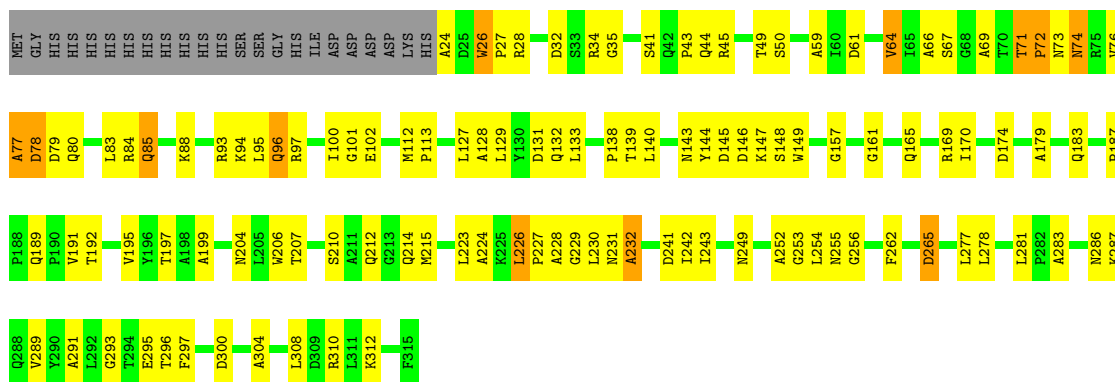 MET GLY HIS HIS HIS HIS HIS HIS HIS HIS HIS HIS SER SER GLY HIS ILE ASP ASP ASP ASP LYS HIS A24 D25 W26 P27 R28 D32 S33 R34 G35 S41 Q42 P43 Q44 R45 T49 S50 A59 I60 D61 V64 I65 A66 S67 G68 A69 T70 T71 P72 N73 N74 R75 V76
A77 D78 D79 Q80 L83 R84 Q85 K88 R93 K94 L95 Q96 R97 I100 G101 E102 M112 P113 L127 A128 L129 Y130 D131 Q132 L133 P138 T139 L140 N143 Y144 D145 D146 K147 S148 W149 G157 G161 Q165 R169 I170 D174 A179 Q183
P188 Q189 P190 V191 T192 V195 Y196 T197 A198 A199 N204 L205 W206 T207 S210 A211 Q212 G213 Q214 M215 L223 A224 K225 L226 P227 A228 G229 L230 N231 A232 D241 I242 I243 N249 A252 G253 L254 N255 G256 F262 D265 L277 L278 L281 P282 A283 N286 K287
Q288 V289 Y290 A291 L292 G293 T294 E295 T296 F297 D300 A304 L308 D309 R310 L311 K312 F315